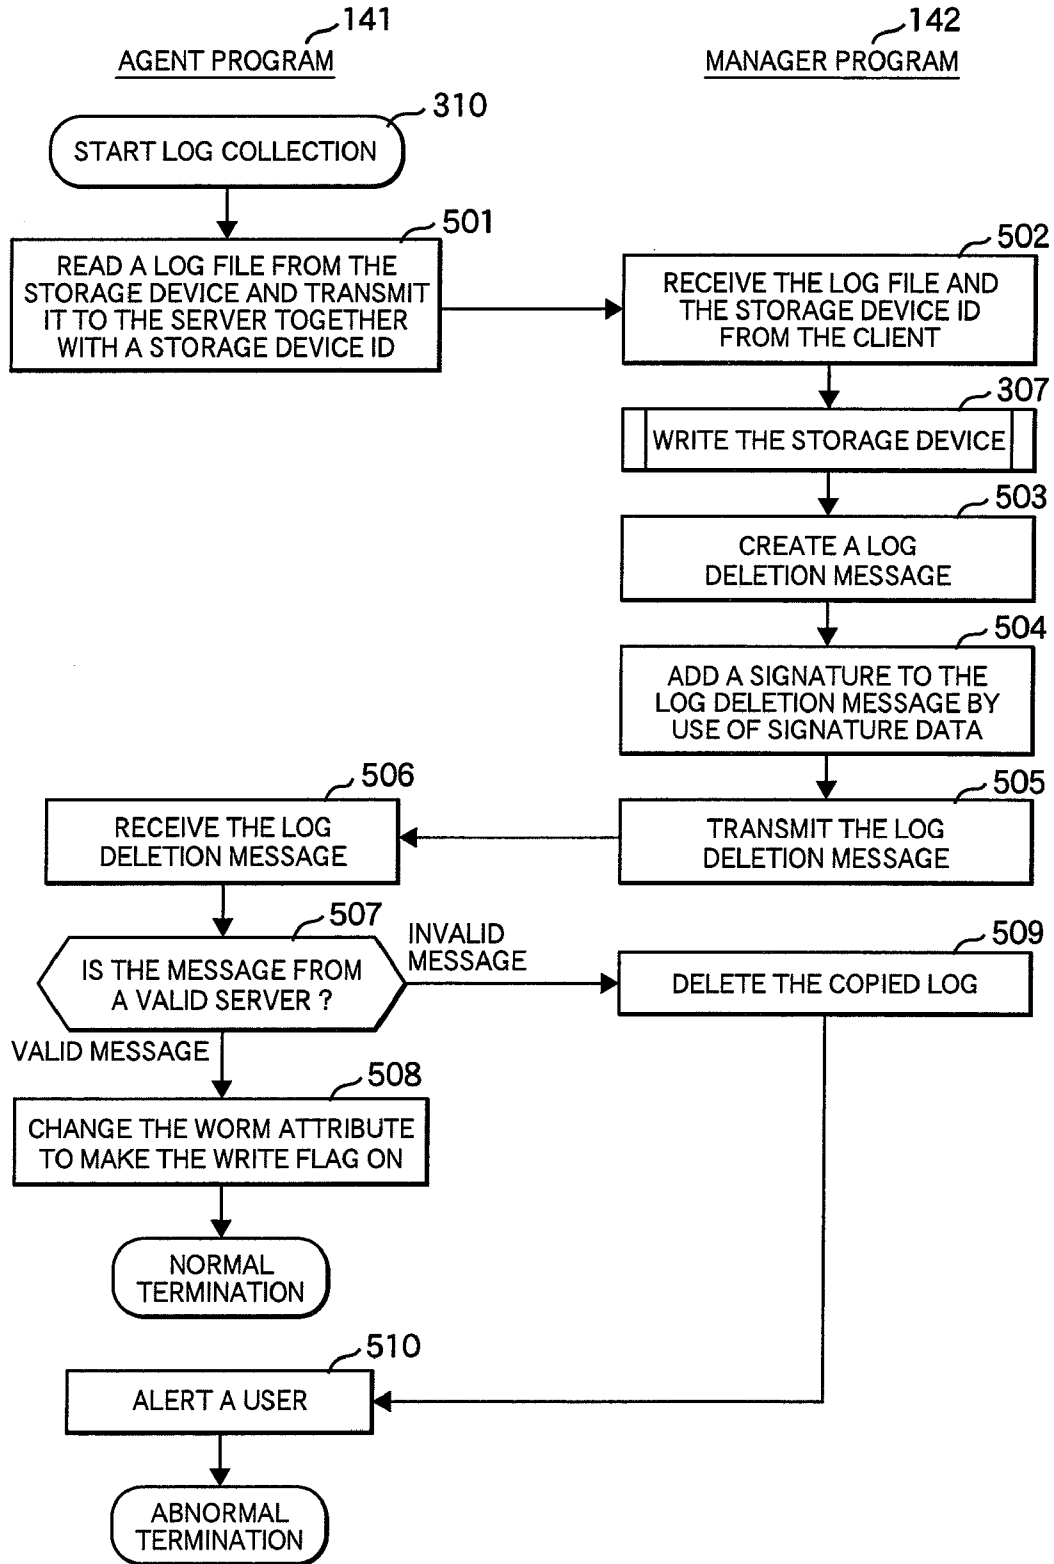 141
AGENT PROGRAM
142
MANAGER PROGRAM
310
START LOG COLLECTION
501
READ A LOG FILE FROM THE
STORAGE DEVICE AND TRANSMIT
IT TO THE SERVER TOGETHER
WITH A STORAGE DEVICE ID
502
RECEIVE THE LOG FILE AND
THE STORAGE DEVICE ID
FROM THE CLIENT
307
WRITE THE STORAGE DEVICE
503
CREATE A LOG
DELETION MESSAGE
504
ADD A SIGNATURE TO THE
LOG DELETION MESSAGE BY
USE OF SIGNATURE DATA
505
TRANSMIT THE LOG
DELETION MESSAGE
506
RECEIVE THE LOG
DELETION MESSAGE
507
IS THE MESSAGE FROM
A VALID SERVER ?
INVALID
MESSAGE
509
DELETE THE COPIED LOG
VALID MESSAGE
508
CHANGE THE WORM ATTRIBUTE
TO MAKE THE WRITE FLAG ON
NORMAL
TERMINATION
510
ALERT A USER
ABNORMAL
TERMINATION